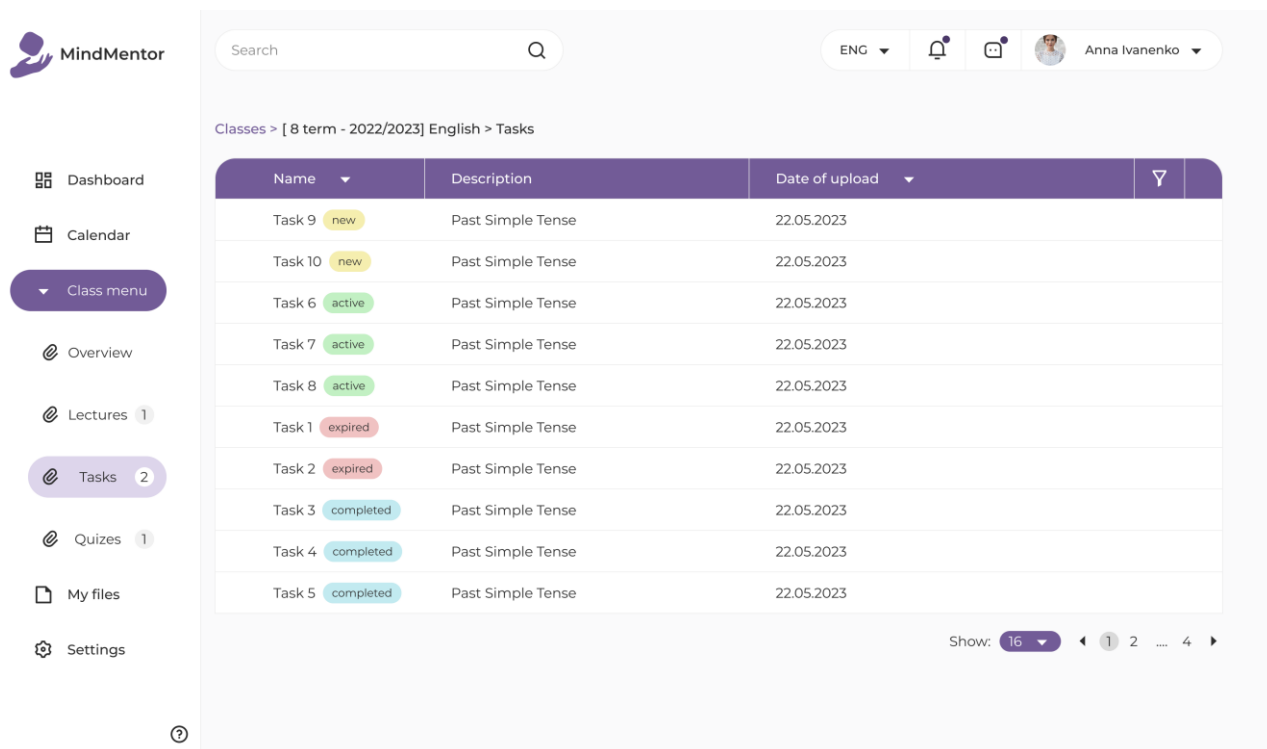 MindMentor
Search
ENG
Anna Ivanenko
Classes > [ 8 term - 2022/2023] English > Tasks
Dashboard
Calendar
Class menu
Overview
Lectures 1
Tasks 2
Quizes 1
My files
Settings
?
Name Description Date of upload
Task 9 new Past Simple Tense 22.05.2023
Task 10 new Past Simple Tense 22.05.2023
Task 6 active Past Simple Tense 22.05.2023
Task 7 active Past Simple Tense 22.05.2023
Task 8 active Past Simple Tense 22.05.2023
Task 1 expired Past Simple Tense 22.05.2023
Task 2 expired Past Simple Tense 22.05.2023
Task 3 completed Past Simple Tense 22.05.2023
Task 4 completed Past Simple Tense 22.05.2023
Task 5 completed Past Simple Tense 22.05.2023
Show: 16 1 2 .... 4